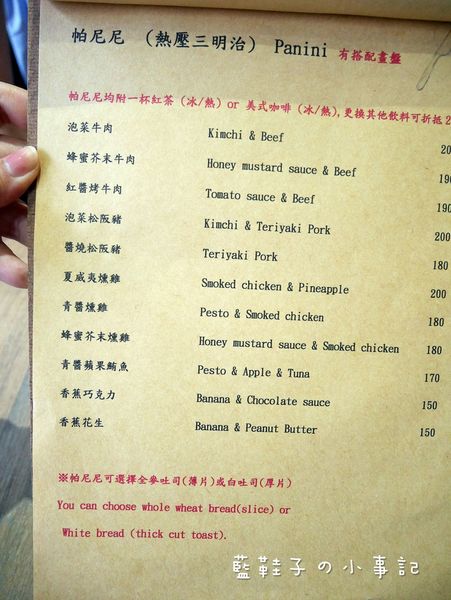 帕尼尼 (熱壓三明治) Panini 有搭配畫盤
帕尼尼均附一杯紅茶 (冰/熱) or 美式咖啡 (冰/熱),更換其他飲料可折抵2
泡菜牛肉 Kimchi & Beef 20
蜂蜜芥末牛肉 Honey mustard sauce & Beef 190
紅醬烤牛肉 Tomato sauce & Beef 190
泡菜松阪豬 Kimchi & Teriyaki Pork 200
醬燒松阪豬 Teriyaki Pork 180
夏威夷燻雞 Smoked chicken & Pineapple 200
青醬燻雞 Pesto & Smoked chicken 180
蜂蜜芥末燻雞 Honey mustard sauce & Smoked chicken 180
青醬蘋果鮪魚 Pesto & Apple & Tuna 170
香蕉巧克力 Banana & Chocolate sauce 150
香蕉花生 Banana & Peanut Butter 150
※帕尼尼可選擇全麥吐司(薄片)或白吐司(厚片)
You can choose whole wheat bread(slice) or
White bread (thick cut toast).
藍鞋子の小事記